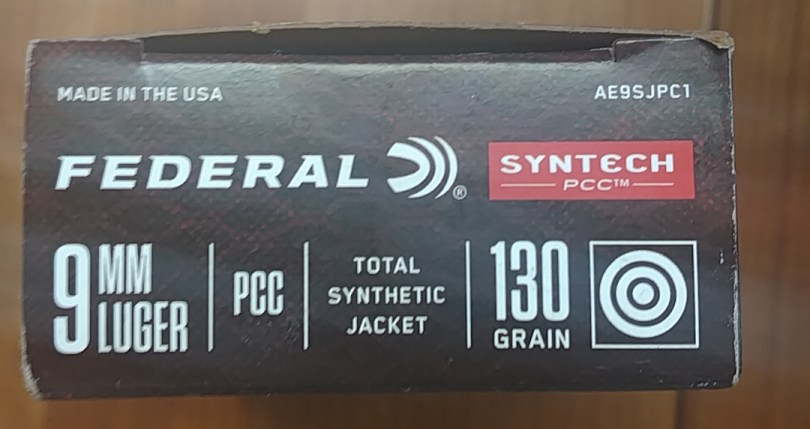 MADE IN THE USA AE9SJPC1
FEDERAL ® SYNTECH
PCC™
9 MM LUGER
PCC
TOTAL
SYNTHETIC
JACKET
130
GRAIN